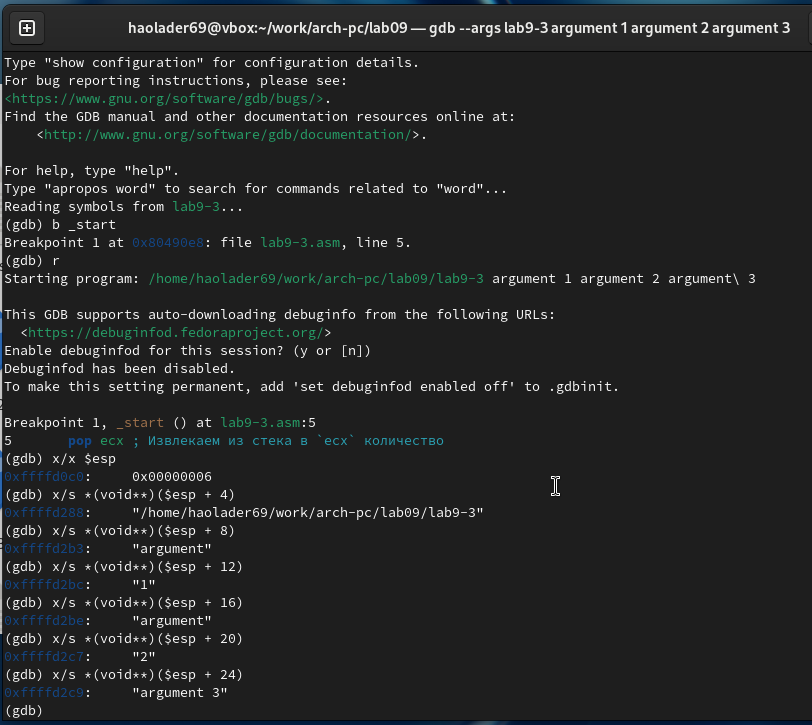 haolader69@vbox:~/work/arch-pc/lab09 — gdb --args lab9-3 argument 1 argument 2 argument 3
Type "show configuration" for configuration details.
For bug reporting instructions, please see:
<https://www.gnu.org/software/gdb/bugs/>.
Find the GDB manual and other documentation resources online at:
    <http://www.gnu.org/software/gdb/documentation/>.
For help, type "help".
Type "apropos word" to search for commands related to "word"...
Reading symbols from lab9-3...
(gdb) b _start
Breakpoint 1 at 0x80490e8: file lab9-3.asm, line 5.
(gdb) r
Starting program: /home/haolader69/work/arch-pc/lab09/lab9-3 argument 1 argument 2 argument\ 3
This GDB supports auto-downloading debuginfo from the following URLs:
  <https://debuginfod.fedoraproject.org/>
Enable debuginfod for this session? (y or [n])
Debuginfod has been disabled.
To make this setting permanent, add 'set debuginfod enabled off' to .gdbinit.
Breakpoint 1, _start () at lab9-3.asm:5
5       pop ecx ; Извлекаем из стека в `ecx` количество
(gdb) x/x $esp
0xffffd0c0:     0x00000006
(gdb) x/s *(void**)($esp + 4)
0xffffd288:     "/home/haolader69/work/arch-pc/lab09/lab9-3"
(gdb) x/s *(void**)($esp + 8)
0xffffd2b3:     "argument"
(gdb) x/s *(void**)($esp + 12)
0xffffd2bc:     "1"
(gdb) x/s *(void**)($esp + 16)
0xffffd2be:     "argument"
(gdb) x/s *(void**)($esp + 20)
0xffffd2c7:     "2"
(gdb) x/s *(void**)($esp + 24)
0xffffd2c9:     "argument 3"
(gdb)